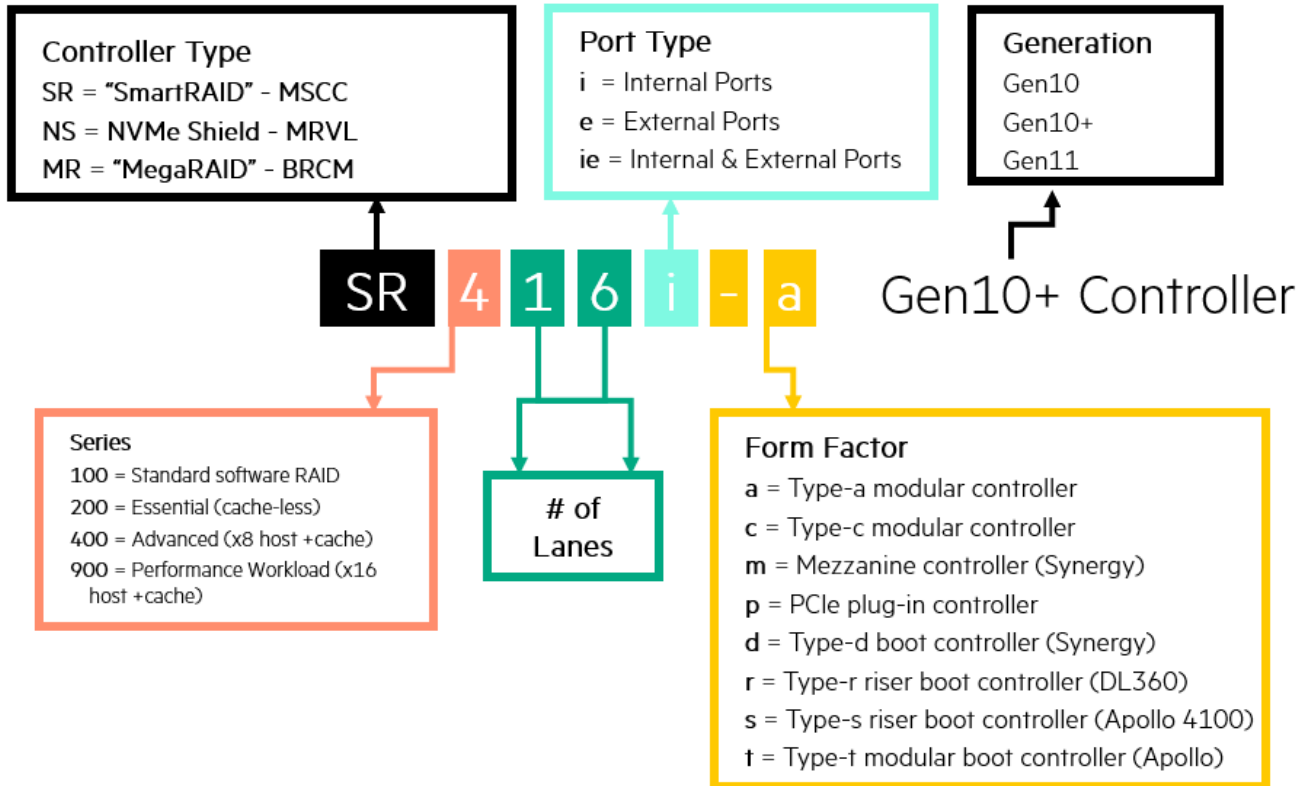 Controller Type
SR = “SmartRAID” - MSCC
NS = NVMe Shield - MRVL
MR = “MegaRAID” - BRCM
Port Type
i = Internal Ports
e = External Ports
ie = Internal & External Ports
Generation
Gen10
Gen10+
Gen11
SR 4 1 6 i - a
Gen10+ Controller
Series
100 = Standard software RAID
200 = Essential (cache-less)
400 = Advanced (x8 host +cache)
900 = Performance Workload (x16
host +cache)
# of
Lanes
Form Factor
a = Type-a modular controller
c = Type-c modular controller
m = Mezzanine controller (Synergy)
p = PCIe plug-in controller
d = Type-d boot controller (Synergy)
r = Type-r riser boot controller (DL360)
s = Type-s riser boot controller (Apollo 4100)
t = Type-t modular boot controller (Apollo)